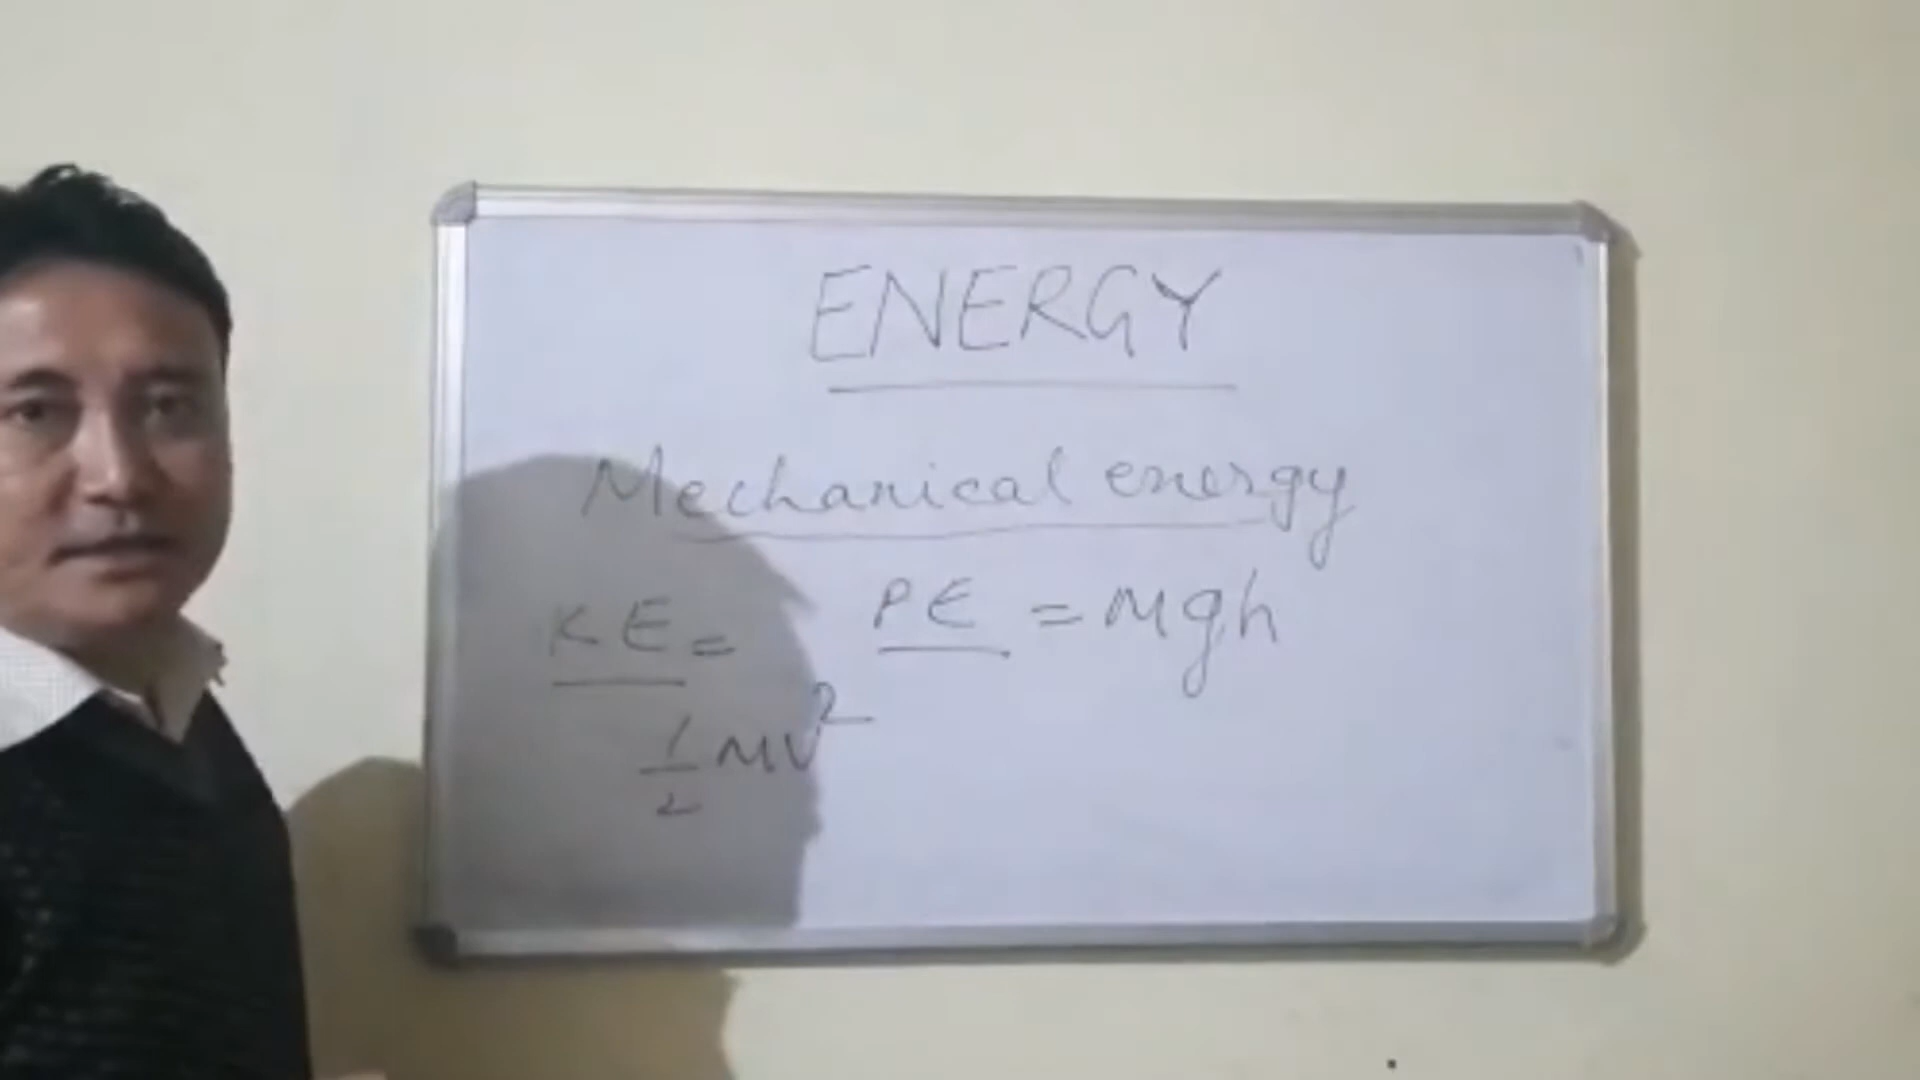 ENERGY
Mechanical energy
KE = PE = Mgh
1/2 MV²